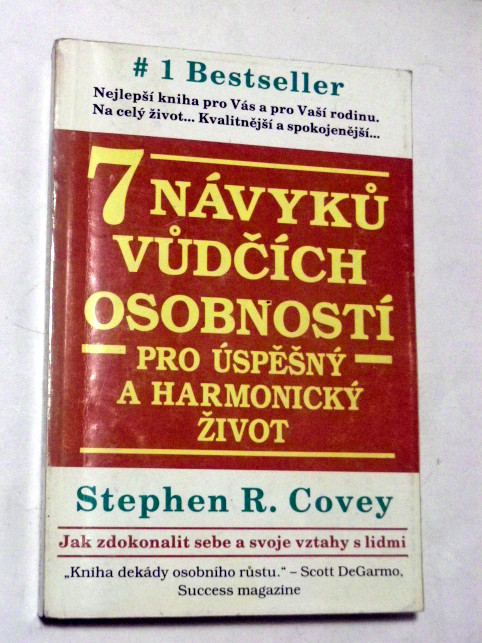 # 1 Bestseller
Nejlepší kniha pro Vás a pro Vaší rodinu.
Na celý život... Kvalitnější a spokojenější...
7 NÁVYKŮ
VŮDČÍCH
OSOBNOSTÍ
PRO ÚSPĚŠNÝ
A HARMONICKÝ
ŽIVOT
Stephen R. Covey
Jak zdokonalit sebe a svoje vztahy s lidmi
„Kniha dekády osobního růstu.“ – Scott DeGarmo,
Success magazine